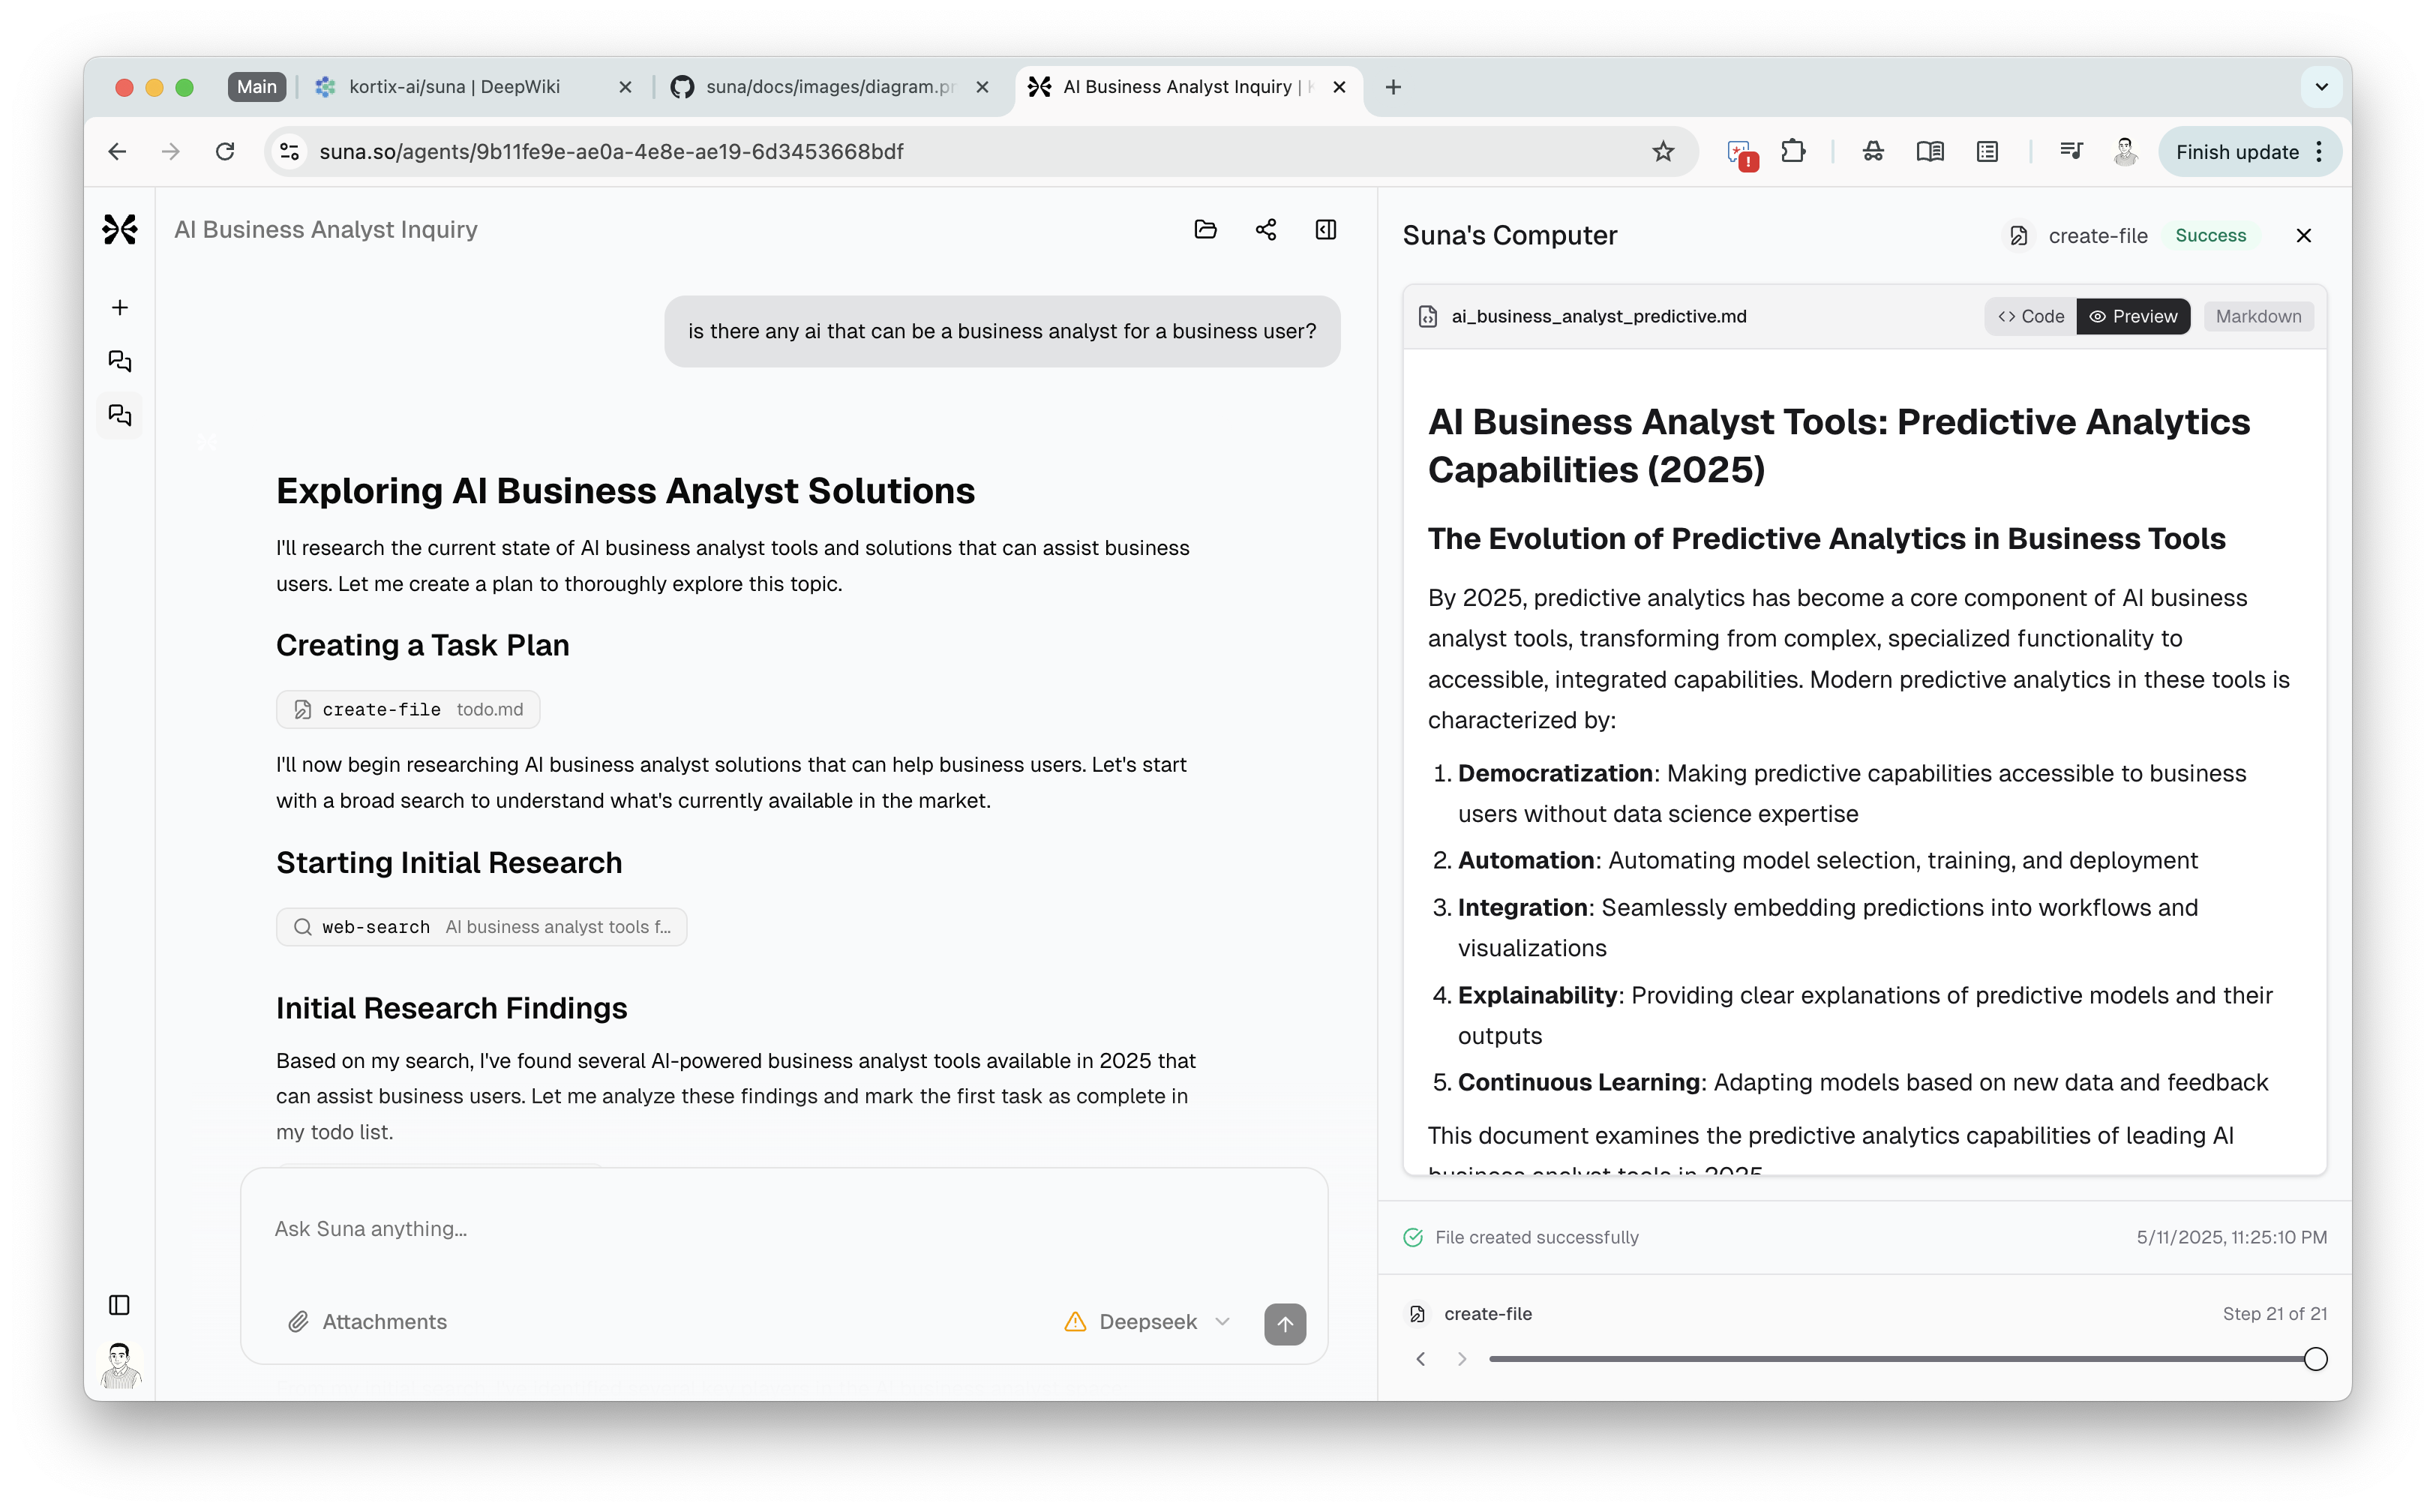 Main
kortix-ai/suna | DeepWiki
suna/docs/images/diagram.pr
AI Business Analyst Inquiry |
suna.so/agents/9b11fe9e-ae0a-4e8e-ae19-6d3453668bdf
Finish update
AI Business Analyst Inquiry
is there any ai that can be a business analyst for a business user?
Exploring AI Business Analyst Solutions
I'll research the current state of AI business analyst tools and solutions that can assist business
users. Let me create a plan to thoroughly explore this topic.
Creating a Task Plan
create-file todo.md
I'll now begin researching AI business analyst solutions that can help business users. Let's start
with a broad search to understand what's currently available in the market.
Starting Initial Research
web-search AI business analyst tools f...
Initial Research Findings
Based on my search, I've found several AI-powered business analyst tools available in 2025 that
can assist business users. Let me analyze these findings and mark the first task as complete in
my todo list.
Ask Suna anything...
Attachments
Deepseek
Suna's Computer
create-file
Success
ai_business_analyst_predictive.md
Code
Preview
Markdown
AI Business Analyst Tools: Predictive Analytics
Capabilities (2025)
The Evolution of Predictive Analytics in Business Tools
By 2025, predictive analytics has become a core component of AI business
analyst tools, transforming from complex, specialized functionality to
accessible, integrated capabilities. Modern predictive analytics in these tools is
characterized by:
1. Democratization: Making predictive capabilities accessible to business
users without data science expertise
2. Automation: Automating model selection, training, and deployment
3. Integration: Seamlessly embedding predictions into workflows and
visualizations
4. Explainability: Providing clear explanations of predictive models and their
outputs
5. Continuous Learning: Adapting models based on new data and feedback
This document examines the predictive analytics capabilities of leading AI
business analyst tools in 2025
File created successfully
5/11/2025, 11:25:10 PM
create-file
Step 21 of 21